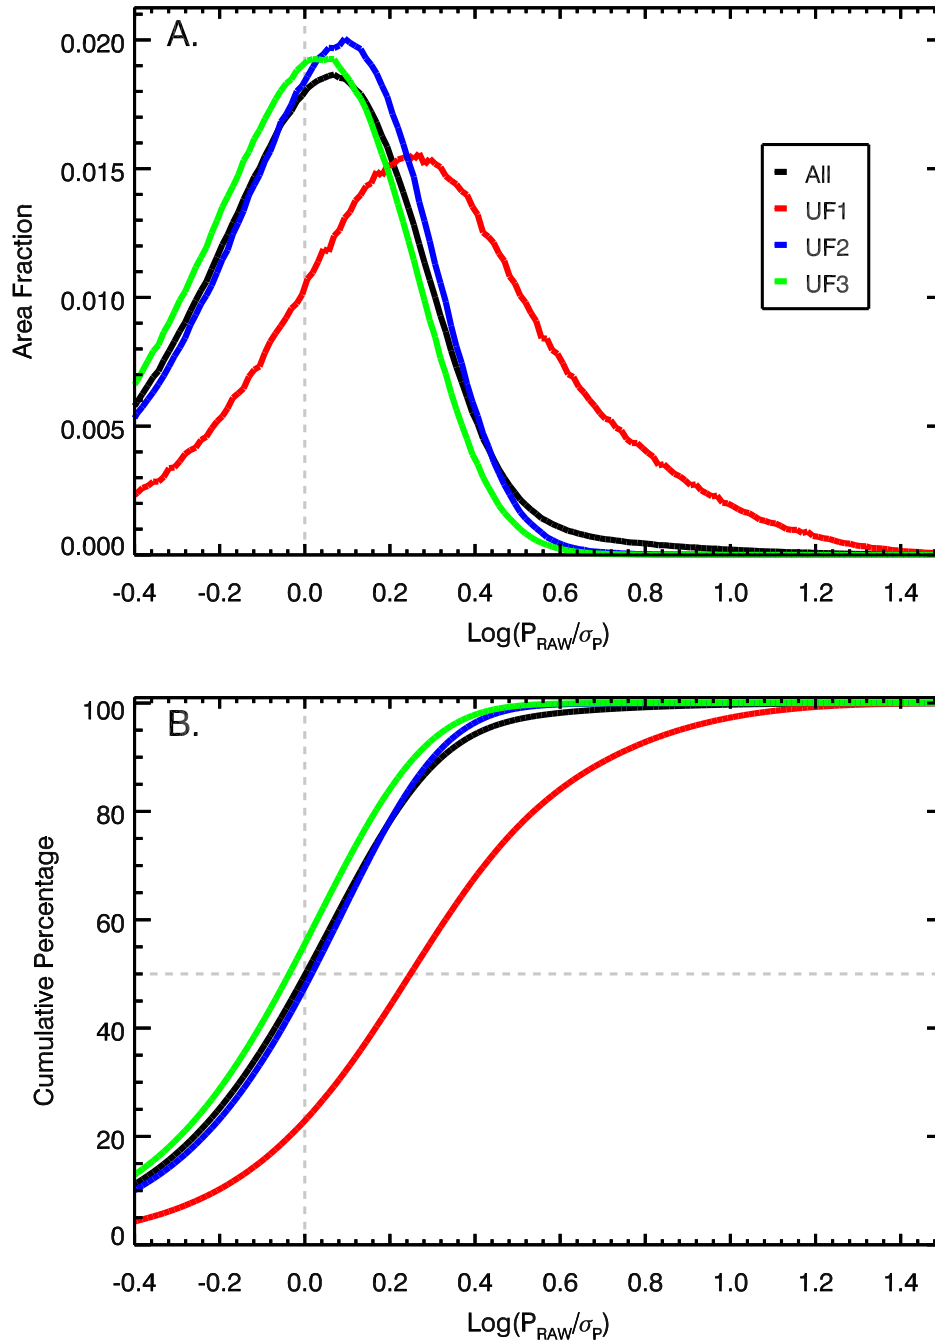 A.
0.020
0.015
0.010
0.005
0.000
Area Fraction
All
UF1
UF2
UF3
-0.4 -0.2 0.0 0.2 0.4 0.6 0.8 1.0 1.2 1.4
Log(P_RAW/σ_P)
B.
100
80
60
40
20
0
Cumulative Percentage
-0.4 -0.2 0.0 0.2 0.4 0.6 0.8 1.0 1.2 1.4
Log(P_RAW/σ_P)